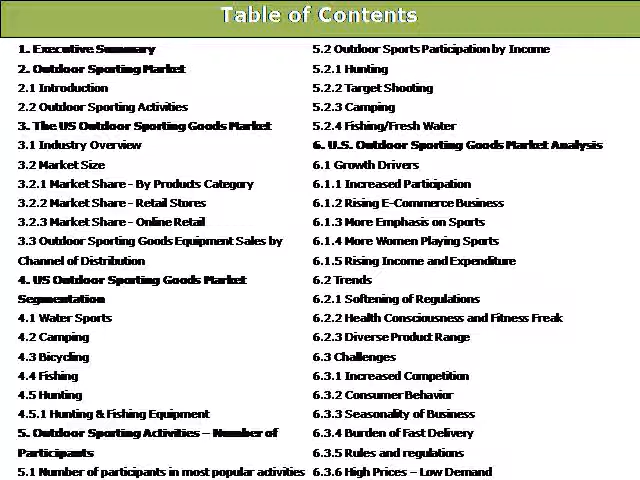 Table of Contents
1. Executive Summary
2. Outdoor Sporting Market
2.1 Introduction
2.2 Outdoor Sporting Activities
3. The US Outdoor Sporting Goods Market
3.1 Industry Overview
3.2 Market Size
3.2.1 Market Share - By Products Category
3.2.2 Market Share - Retail Stores
3.2.3 Market Share - Online Retail
3.3 Outdoor Sporting Goods Equipment Sales by
Channel of Distribution
4. US Outdoor Sporting Goods Market
Segmentation
4.1 Water Sports
4.2 Camping
4.3 Bicycling
4.4 Fishing
4.5 Hunting
4.5.1 Hunting & Fishing Equipment
5. Outdoor Sporting Activities – Number of
Participants
5.1 Number of participants in most popular activities
5.2 Outdoor Sports Participation by Income
5.2.1 Hunting
5.2.2 Target Shooting
5.2.3 Camping
5.2.4 Fishing/Fresh Water
6. U.S. Outdoor Sporting Goods Market Analysis
6.1 Growth Drivers
6.1.1 Increased Participation
6.1.2 Rising E-Commerce Business
6.1.3 More Emphasis on Sports
6.1.4 More Women Playing Sports
6.1.5 Rising Income and Expenditure
6.2 Trends
6.2.1 Softening of Regulations
6.2.2 Health Consciousness and Fitness Freak
6.2.3 Diverse Product Range
6.3 Challenges
6.3.1 Increased Competition
6.3.2 Consumer Behavior
6.3.3 Seasonality of Business
6.3.4 Burden of Fast Delivery
6.3.5 Rules and regulations
6.3.6 High Prices – Low Demand